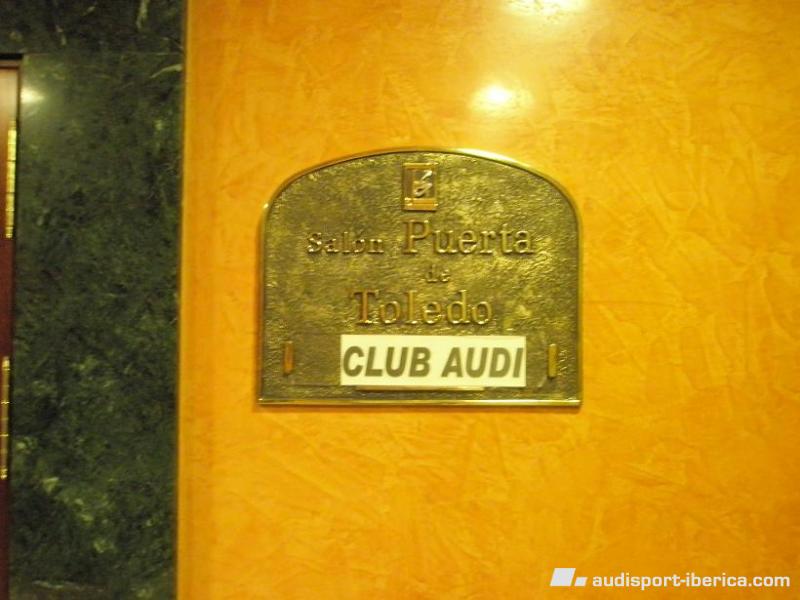 Salón Puerta
de
Toledo
CLUB AUDI
audisport-iberica.com